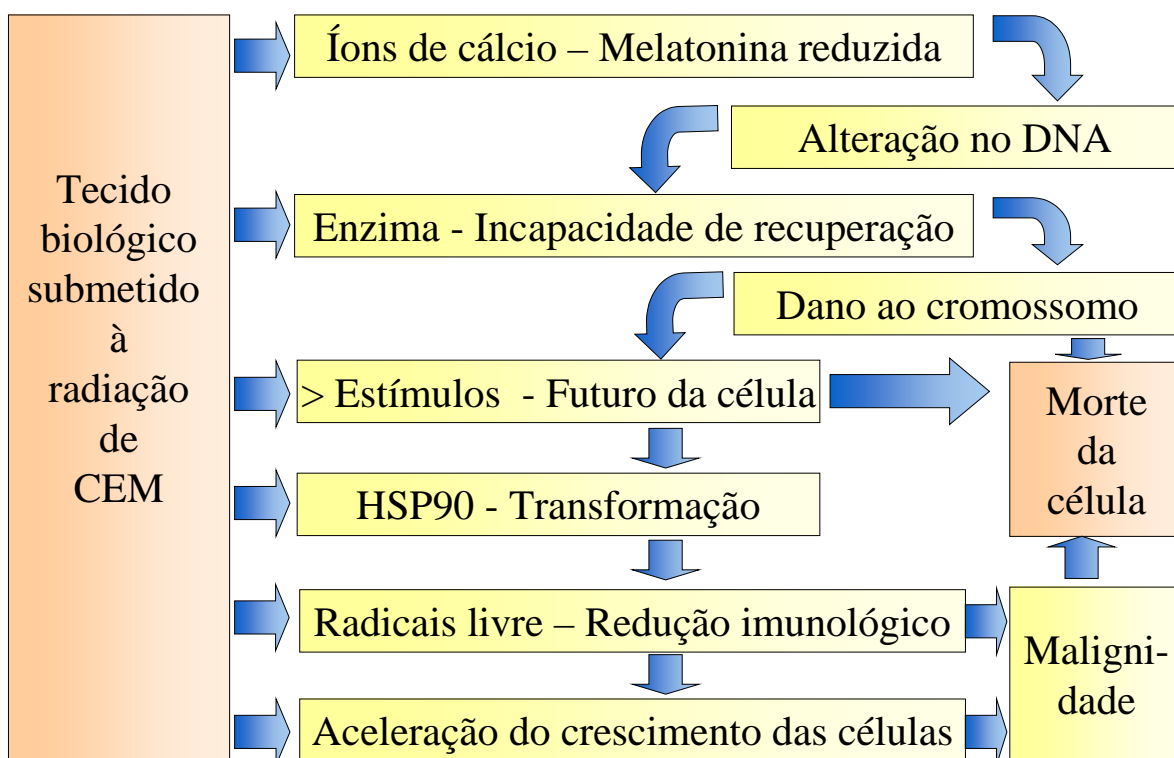 Tecido
biológico
submetido
à
radiação
de
CEM
Íons de cálcio – Melatonina reduzida
Alteração no DNA
Enzima - Incapacidade de recuperação
Dano ao cromossomo
> Estímulos - Futuro da célula
Morte
da
célula
HSP90 - Transformação
Radicais livre – Redução imunológico
Maligni-
dade
Aceleração do crescimento das células